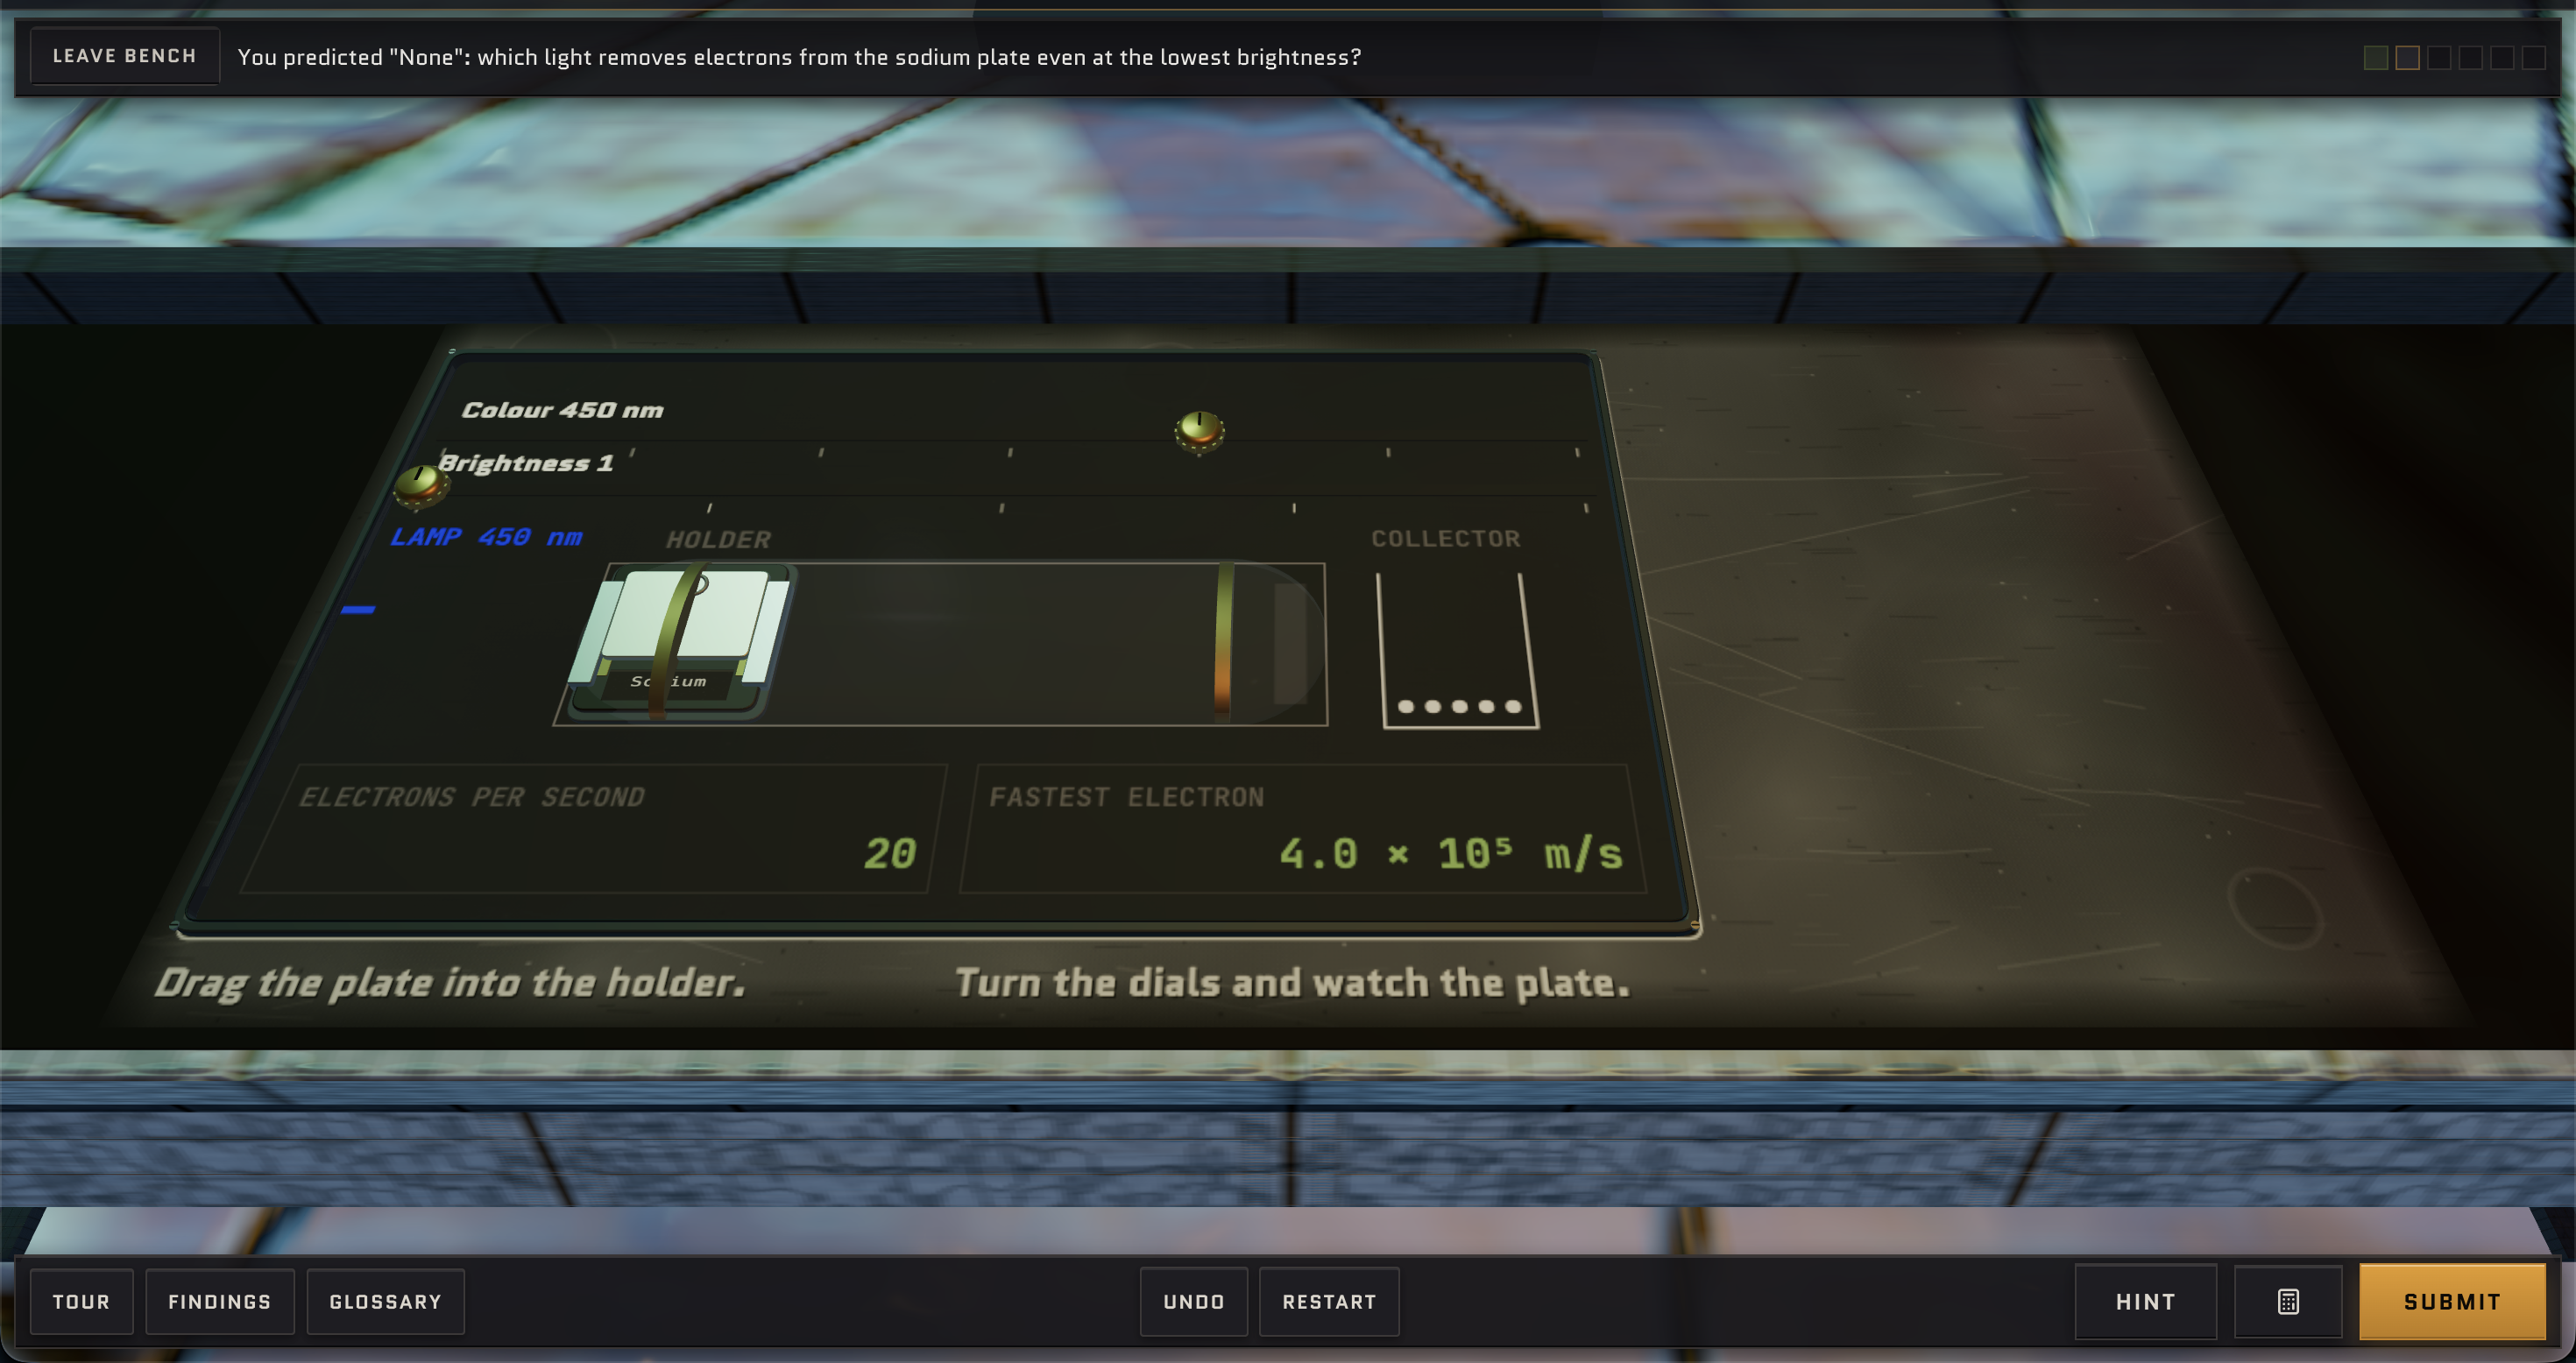 LEAVE BENCH
You predicted "None": which light removes electrons from the sodium plate even at the lowest brightness?
Colour 450 nm
Brightness 1
LAMP 450 nm
HOLDER
COLLECTOR
ELECTRONS PER SECOND
20
FASTEST ELECTRON
4.0 × 10⁵ m/s
Drag the plate into the holder.
Turn the dials and watch the plate.
TOUR
FINDINGS
GLOSSARY
UNDO
RESTART
HINT
SUBMIT